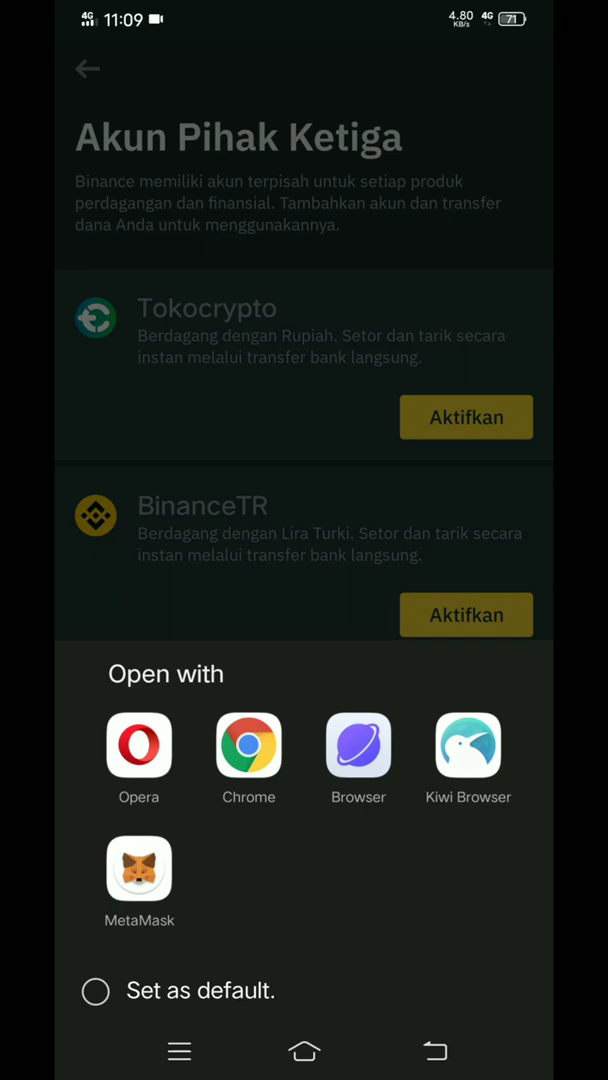 4G 11:09 4.80 KB/s 4G 71
Akun Pihak Ketiga
Binance memiliki akun terpisah untuk setiap produk
perdagangan dan finansial. Tambahkan akun dan transfer
dana Anda untuk menggunakannya.
Tokocrypto
Berdagang dengan Rupiah. Setor dan tarik secara
instan melalui transfer bank langsung.
Aktifkan
BinanceTR
Berdagang dengan Lira Turki. Setor dan tarik secara
instan melalui transfer bank langsung.
Aktifkan
Open with
Opera Chrome Browser Kiwi Browser
MetaMask
Set as default.